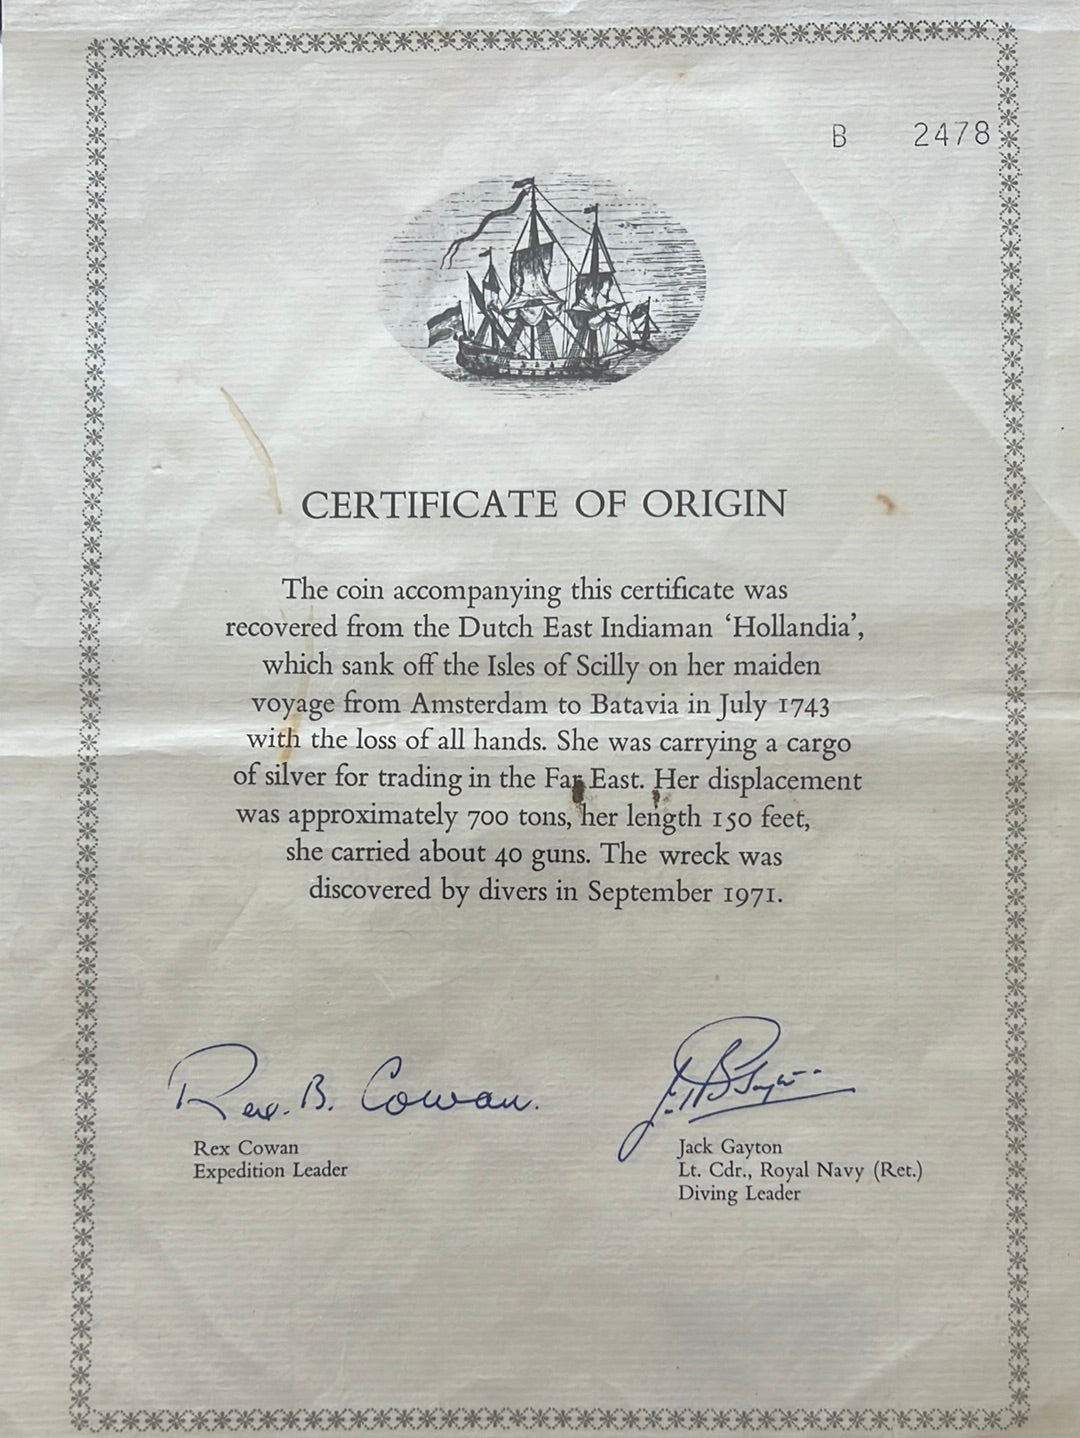 B 2478
CERTIFICATE OF ORIGIN
The coin accompanying this certificate was
recovered from the Dutch East Indiaman ‘Hollandia’,
which sank off the Isles of Scilly on her maiden
voyage from Amsterdam to Batavia in July 1743
with the loss of all hands. She was carrying a cargo
of silver for trading in the Far East. Her displacement
was approximately 700 tons, her length 150 feet,
she carried about 40 guns. The wreck was
discovered by divers in September 1971.
Rex. B. Cowan.
Rex Cowan
Expedition Leader
Jack Gayton
Lt. Cdr., Royal Navy (Ret.)
Diving Leader